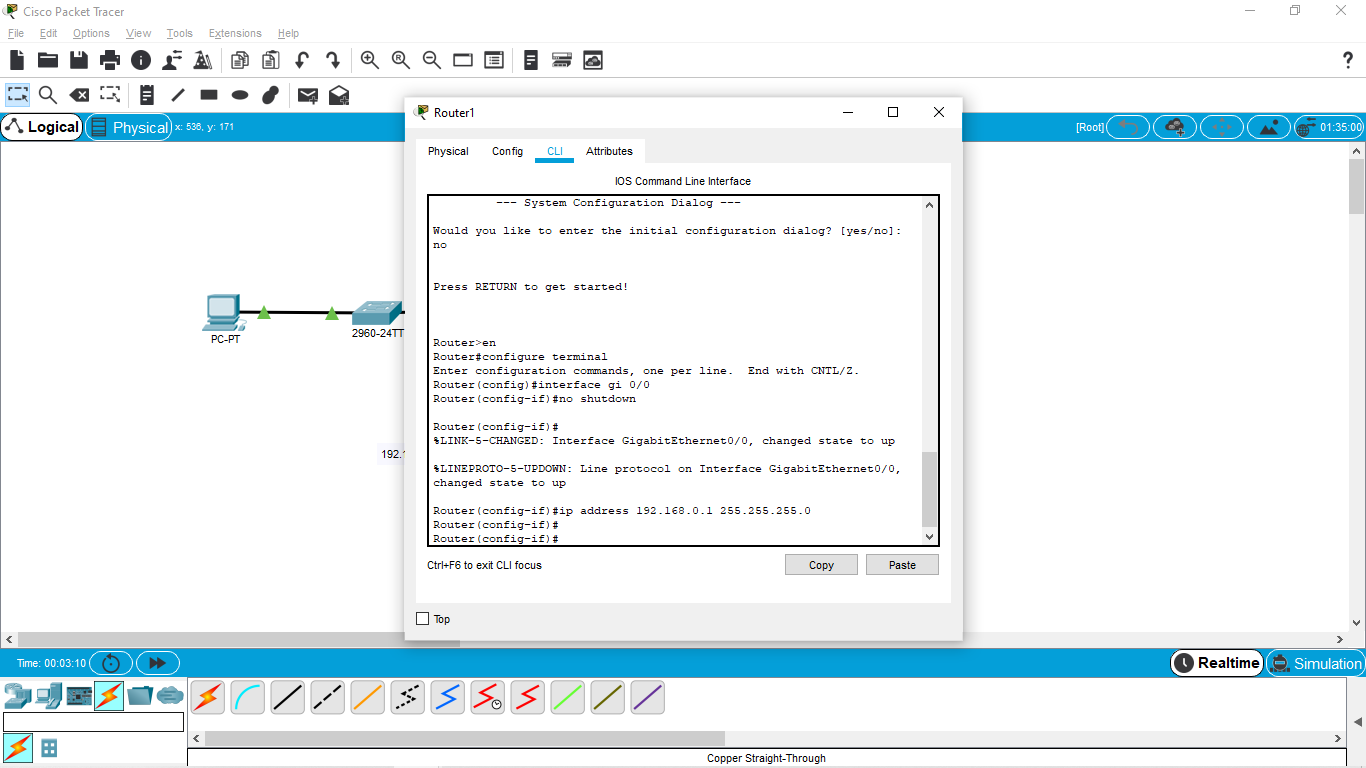 Cisco Packet Tracer
File Edit Options View Tools Extensions Help
?
Logical Physical x: 536, y: 171 [Root] 01:35:00
Router1
Physical Config CLI Attributes
IOS Command Line Interface
--- System Configuration Dialog ---
Would you like to enter the initial configuration dialog? [yes/no]:
no
Press RETURN to get started!
Router>en
Router#configure terminal
Enter configuration commands, one per line.  End with CNTL/Z.
Router(config)#interface gi 0/0
Router(config-if)#no shutdown
Router(config-if)#
%LINK-5-CHANGED: Interface GigabitEthernet0/0, changed state to up
%LINEPROTO-5-UPDOWN: Line protocol on Interface GigabitEthernet0/0,
changed state to up
Router(config-if)#ip address 192.168.0.1 255.255.255.0
Router(config-if)#
Router(config-if)#
Ctrl+F6 to exit CLI focus
Copy Paste
Top
PC-PT
2960-24TT
192.1
Time: 00:03:10
Realtime Simulation
Copper Straight-Through